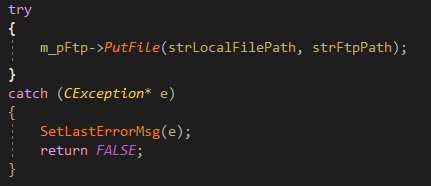 try
{
m_pFtp->PutFile(strLocalFilePath, strFtpPath);
}
catch (CException* e)
{
SetLastErrorMsg(e);
return FALSE;
}